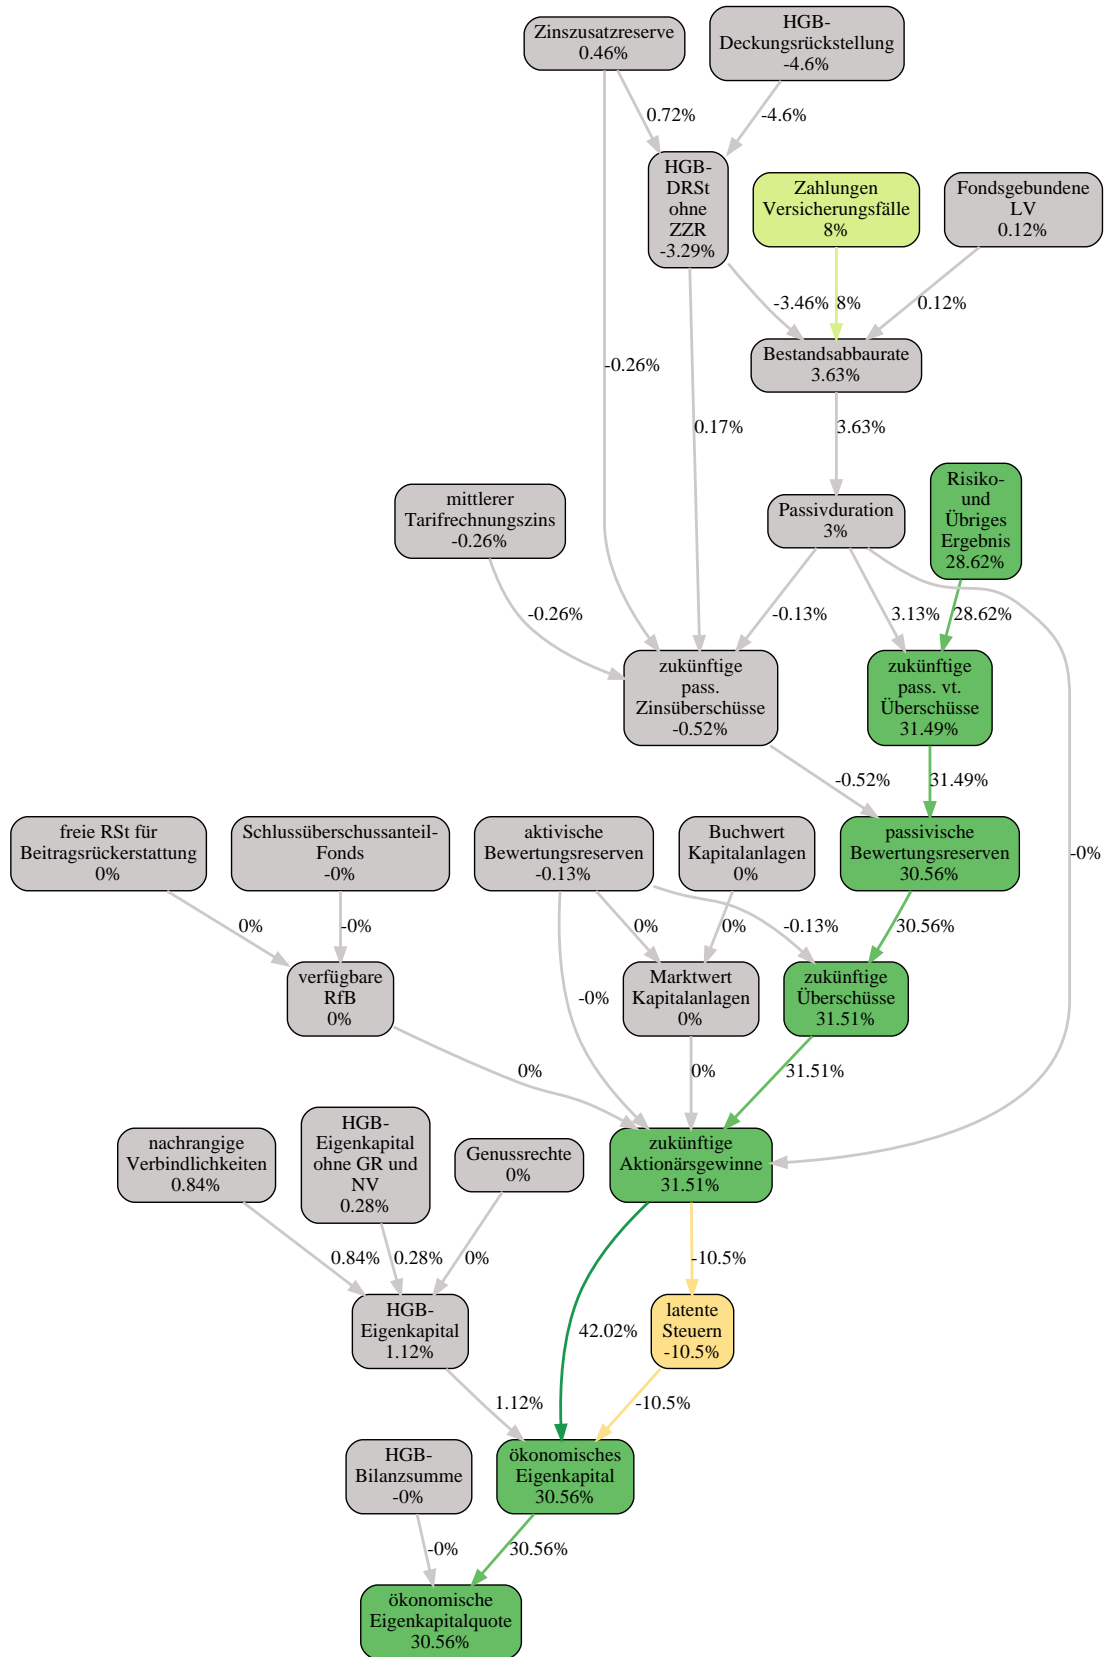 Zinszusatzreserve
0.46%
HGB-
Deckungsrückstellung
-4.6%
0.72%
-4.6%
HGB-
DRSt
ohne
ZZR
-3.29%
Zahlungen
Versicherungsfälle
8%
Fondsgebundene
LV
0.12%
-3.46%
8%
0.12%
Bestandsabbaurate
3.63%
-0.26%
0.17%
3.63%
mittlerer
Tarifrechnungszins
-0.26%
Passivduration
3%
Risiko-
und
Übriges
Ergebnis
28.62%
-0.26%
-0.13%
3.13%
28.62%
zukünftige
pass.
Zinsüberschüsse
-0.52%
zukünftige
pass. vt.
Überschüsse
31.49%
-0.52%
31.49%
freie RSt für
Beitragsrückerstattung
0%
Schlussüberschussanteil-
Fonds
-0%
aktivische
Bewertungsreserven
-0.13%
Buchwert
Kapitalanlagen
0%
passivische
Bewertungsreserven
30.56%
-0%
0%
-0%
0%
0%
-0.13%
30.56%
verfügbare
RfB
0%
-0%
Marktwert
Kapitalanlagen
0%
zukünftige
Überschüsse
31.51%
0%
0%
31.51%
nachrangige
Verbindlichkeiten
0.84%
HGB-
Eigenkapital
ohne GR und
NV
0.28%
Genussrechte
0%
zukünftige
Aktionärsgewinne
31.51%
0.84%
0.28%
0%
-10.5%
HGB-
Eigenkapital
1.12%
42.02%
latente
Steuern
-10.5%
1.12%
-10.5%
HGB-
Bilanzsumme
-0%
ökonomisches
Eigenkapital
30.56%
-0%
30.56%
ökonomische
Eigenkapitalquote
30.56%